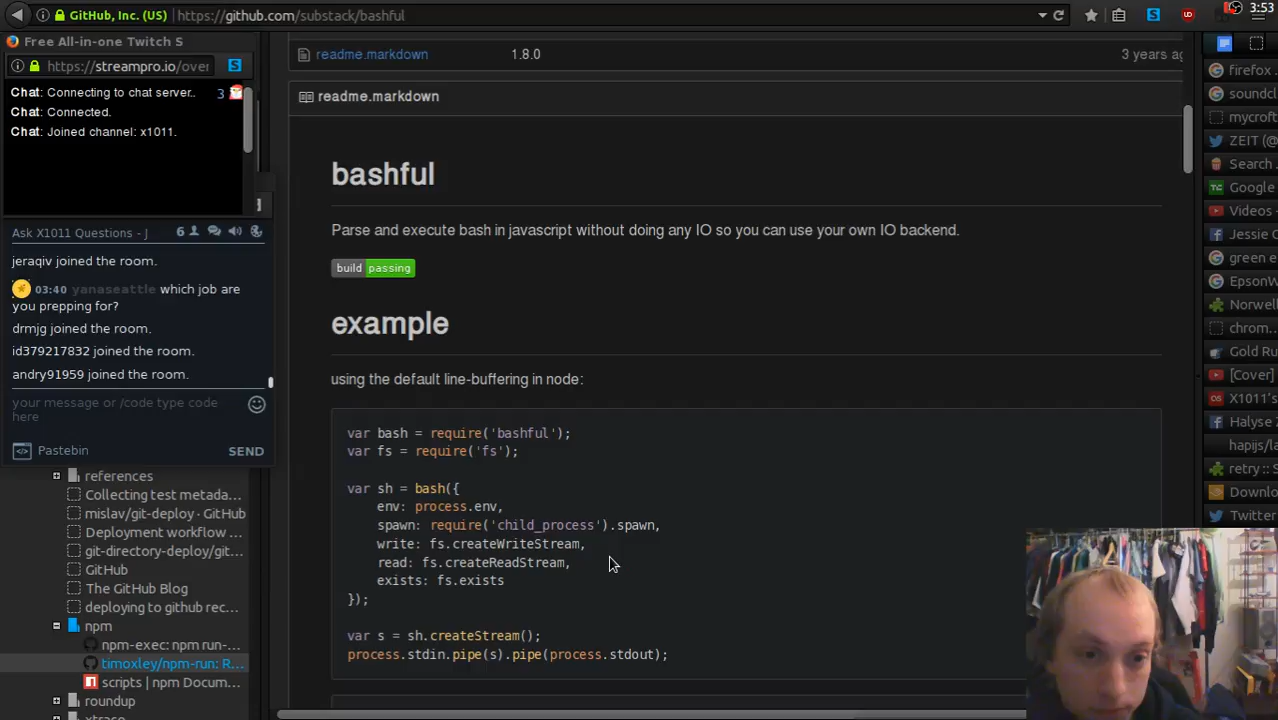 GitHub, Inc. (US)
https://github.com/substack/bashful
3:53
Free All-in-one Twitch S
https://streampro.io/over
Chat: Connecting to chat server..
3
Chat: Connected.
Chat: Joined channel: x1011.
Ask X1011 Questions - J
6
jeraqiv joined the room.
03:40 yanaseattle which job are
you prepping for?
drmjg joined the room.
id379217832 joined the room.
andry91959 joined the room.
your message or /code type code
here
Pastebin
SEND
references
Collecting test metada...
mislav/git-deploy · GitHub
Deployment workflow ...
git-directory-deploy/git...
GitHub
The GitHub Blog
deploying to github rec...
npm
npm-exec: npm run-...
timoxley/npm-run: R...
scripts | npm Docum...
roundup
xtrace
readme.markdown
1.8.0
3 years ag
readme.markdown
bashful
Parse and execute bash in javascript without doing any IO so you can use your own IO backend.
build passing
example
using the default line-buffering in node:
var bash = require('bashful');
var fs = require('fs');
var sh = bash({
env: process.env,
spawn: require('child_process').spawn,
write: fs.createWriteStream,
read: fs.createReadStream,
exists: fs.exists
});
var s = sh.createStream();
process.stdin.pipe(s).pipe(process.stdout);
firefox
soundcl
mycroft
ZEIT (@
Search
Google
Videos -
Jessie C
green e
EpsonW
Norwell
chrom...
Gold Ru
[Cover]
X1011's
Halyse Z
hapijs/la
retry :: S
Downlo
Twitter